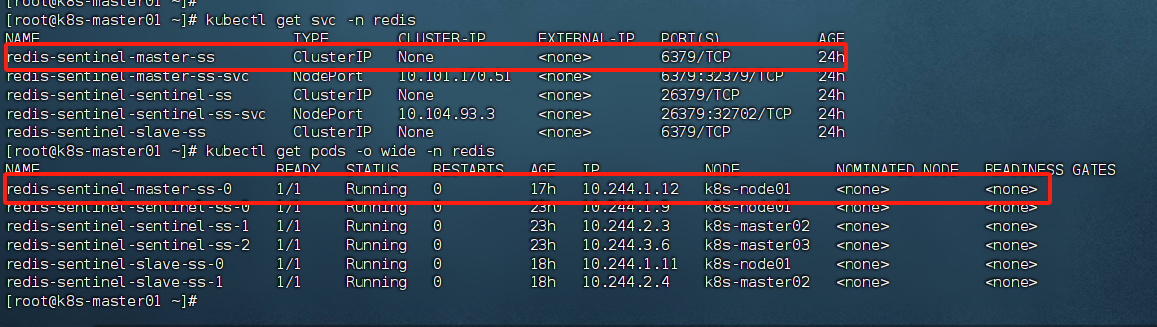 [root@k8s-master01 ~]#
[root@k8s-master01 ~]# kubectl get svc -n redis
NAME TYPE CLUSTER-IP EXTERNAL-IP PORT(S) AGE
redis-sentinel-master-ss ClusterIP None <none> 6379/TCP 24h
redis-sentinel-master-ss-svc NodePort 10.101.170.51 <none> 6379:32379/TCP 24h
redis-sentinel-sentinel-ss ClusterIP None <none> 26379/TCP 24h
redis-sentinel-sentinel-ss-svc NodePort 10.104.93.3 <none> 26379:32702/TCP 24h
redis-sentinel-slave-ss ClusterIP None <none> 6379/TCP 24h
[root@k8s-master01 ~]# kubectl get pods -o wide -n redis
NAME READY STATUS RESTARTS AGE IP NODE NOMINATED NODE READINESS GATES
redis-sentinel-master-ss-0 1/1 Running 0 17h 10.244.1.12 k8s-node01 <none> <none>
redis-sentinel-sentinel-ss-0 1/1 Running 0 23h 10.244.1.9 k8s-node01 <none> <none>
redis-sentinel-sentinel-ss-1 1/1 Running 0 23h 10.244.2.3 k8s-master02 <none> <none>
redis-sentinel-sentinel-ss-2 1/1 Running 0 23h 10.244.3.6 k8s-master03 <none> <none>
redis-sentinel-slave-ss-0 1/1 Running 0 18h 10.244.1.11 k8s-node01 <none> <none>
redis-sentinel-slave-ss-1 1/1 Running 0 18h 10.244.2.4 k8s-master02 <none> <none>
[root@k8s-master01 ~]#